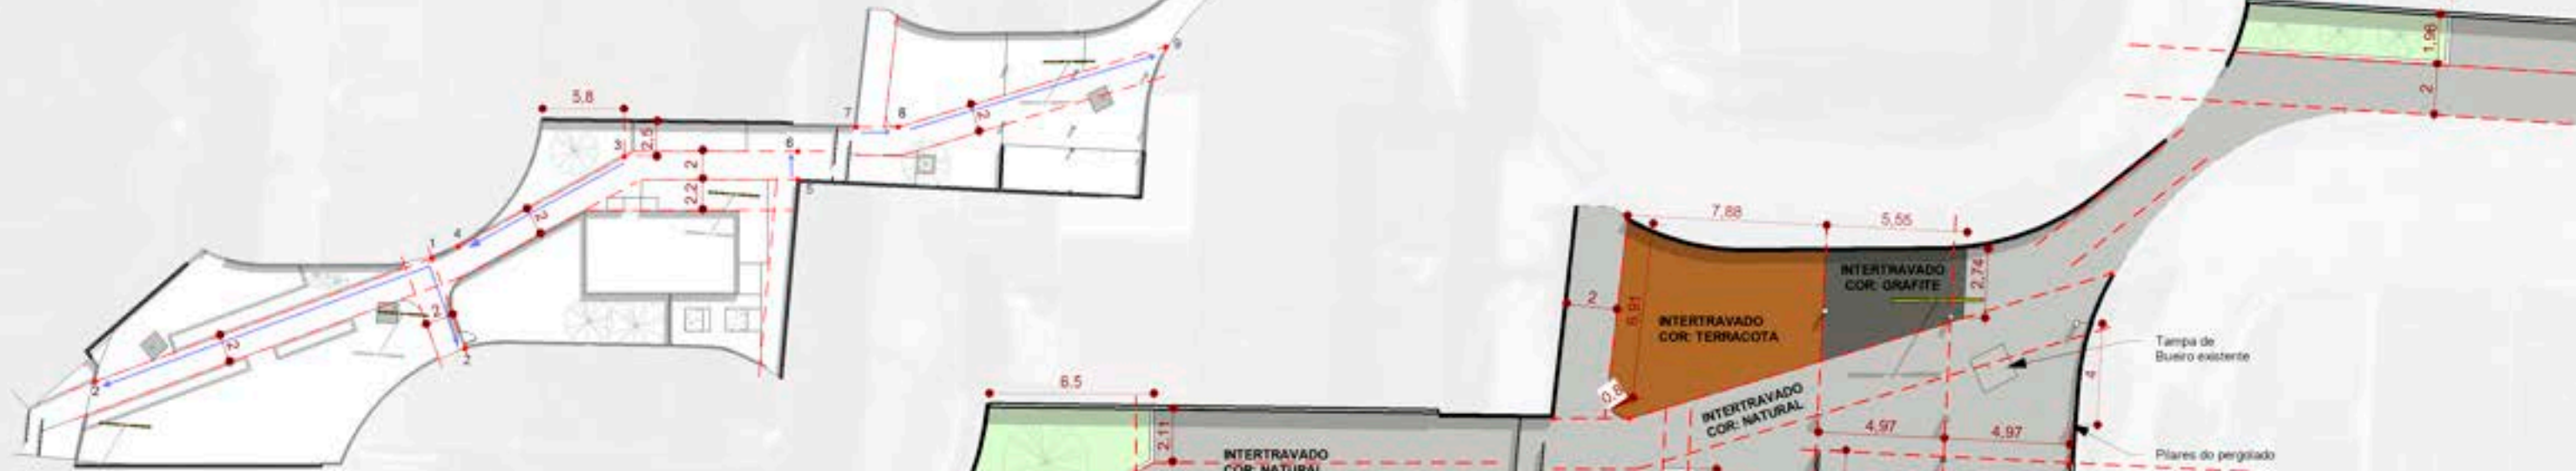 9
7
8
2
5,8
2,5
3
6
2
2,2
5
2
4
1
2
2
2
2
1,96
2
7,88
5,55
INTERTRAVADO
COR: GRAFITE
2,74
2
6,91
INTERTRAVADO
COR: TERRACOTA
Tampa de
Bueiro existente
4
0,8
INTERTRAVADO
COR: NATURAL
4,97
4,97
Pilares do pergolado
6,5
2,11
INTERTRAVADO
COR: NATURAL